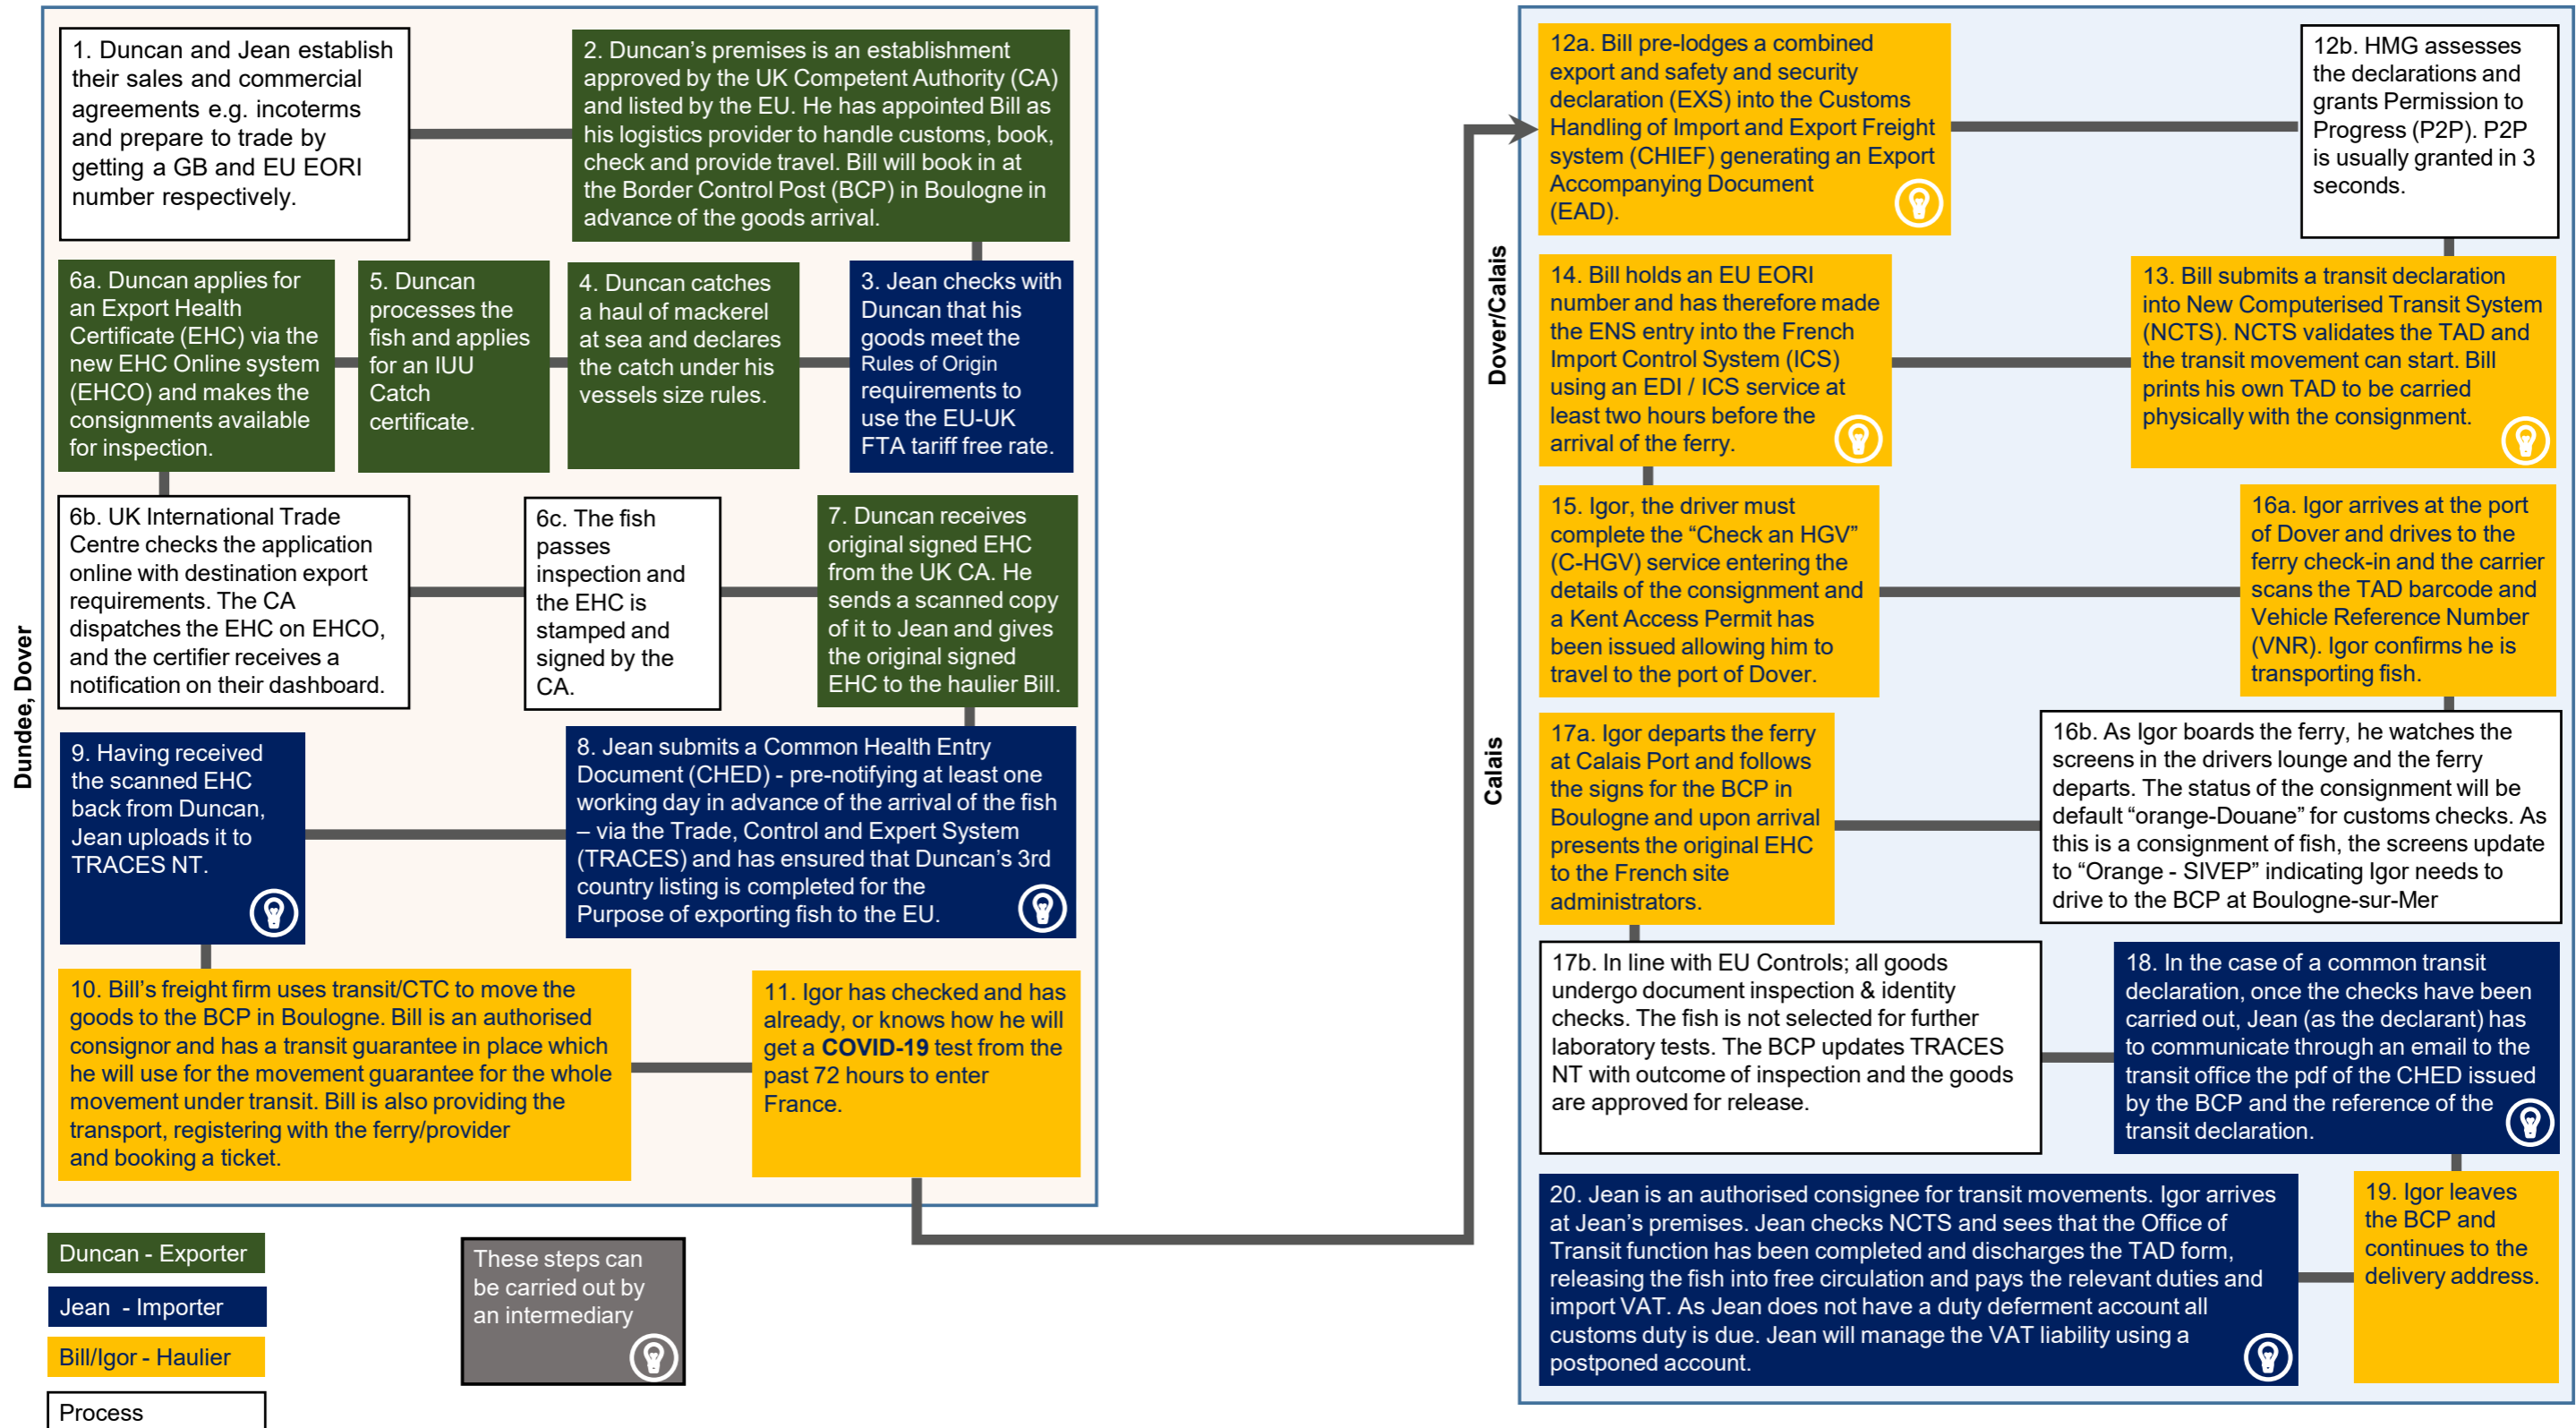 Dundee, Dover
1. Duncan and Jean establish
their sales and commercial
agreements e.g. incoterms
and prepare to trade by
getting a GB and EU EORI
number respectively.
2. Duncan’s premises is an establishment
approved by the UK Competent Authority (CA)
and listed by the EU. He has appointed Bill as
his logistics provider to handle customs, book,
check and provide travel. Bill will book in at
the Border Control Post (BCP) in Boulogne in
advance of the goods arrival.
3. Jean checks with
Duncan that his
goods meet the
Rules of Origin
requirements to
use the EU-UK
FTA tariff free rate.
4. Duncan catches
a haul of mackerel
at sea and declares
the catch under his
vessels size rules.
5. Duncan
processes the
fish and applies
for an IUU
Catch
certificate.
6a. Duncan applies for
an Export Health
Certificate (EHC) via the
new EHC Online system
(EHCO) and makes the
consignments available
for inspection.
6b. UK International Trade
Centre checks the application
online with destination export
requirements. The CA
dispatches the EHC on EHCO,
and the certifier receives a
notification on their dashboard.
6c. The fish
passes
inspection and
the EHC is
stamped and
signed by the
CA.
7. Duncan receives
original signed EHC
from the UK CA. He
sends a scanned copy
of it to Jean and gives
the original signed
EHC to the haulier Bill.
8. Jean submits a Common Health Entry
Document (CHED) - pre-notifying at least one
working day in advance of the arrival of the fish
– via the Trade, Control and Expert System
(TRACES) and has ensured that Duncan’s 3rd
country listing is completed for the
Purpose of exporting fish to the EU.
9. Having received
the scanned EHC
back from Duncan,
Jean uploads it to
TRACES NT.
10. Bill’s freight firm uses transit/CTC to move the
goods to the BCP in Boulogne. Bill is an authorised
consignor and has a transit guarantee in place which
he will use for the movement guarantee for the whole
movement under transit. Bill is also providing the
transport, registering with the ferry/provider
and booking a ticket.
11. Igor has checked and has
already, or knows how he will
get a COVID-19 test from the
past 72 hours to enter
France.
Duncan - Exporter
Jean - Importer
Bill/Igor - Haulier
Process
These steps can
be carried out by
an intermediary
Dover/Calais
Calais
12a. Bill pre-lodges a combined
export and safety and security
declaration (EXS) into the Customs
Handling of Import and Export Freight
system (CHIEF) generating an Export
Accompanying Document
(EAD).
12b. HMG assesses
the declarations and
grants Permission to
Progress (P2P). P2P
is usually granted in 3
seconds.
13. Bill submits a transit declaration
into New Computerised Transit System
(NCTS). NCTS validates the TAD and
the transit movement can start. Bill
prints his own TAD to be carried
physically with the consignment.
14. Bill holds an EU EORI
number and has therefore made
the ENS entry into the French
Import Control System (ICS)
using an EDI / ICS service at
least two hours before the
arrival of the ferry.
15. Igor, the driver must
complete the “Check an HGV”
(C-HGV) service entering the
details of the consignment and
a Kent Access Permit has
been issued allowing him to
travel to the port of Dover.
16a. Igor arrives at the port
of Dover and drives to the
ferry check-in and the carrier
scans the TAD barcode and
Vehicle Reference Number
(VNR). Igor confirms he is
transporting fish.
16b. As Igor boards the ferry, he watches the
screens in the drivers lounge and the ferry
departs. The status of the consignment will be
default “orange-Douane” for customs checks. As
this is a consignment of fish, the screens update
to “Orange - SIVEP” indicating Igor needs to
drive to the BCP at Boulogne-sur-Mer
17a. Igor departs the ferry
at Calais Port and follows
the signs for the BCP in
Boulogne and upon arrival
presents the original EHC
to the French site
administrators.
17b. In line with EU Controls; all goods
undergo document inspection & identity
checks. The fish is not selected for further
laboratory tests. The BCP updates TRACES
NT with outcome of inspection and the goods
are approved for release.
18. In the case of a common transit
declaration, once the checks have been
carried out, Jean (as the declarant) has
to communicate through an email to the
transit office the pdf of the CHED issued
by the BCP and the reference of the
transit declaration.
19. Igor leaves
the BCP and
continues to the
delivery address.
20. Jean is an authorised consignee for transit movements. Igor arrives
at Jean’s premises. Jean checks NCTS and sees that the Office of
Transit function has been completed and discharges the TAD form,
releasing the fish into free circulation and pays the relevant duties and
import VAT. As Jean does not have a duty deferment account all
customs duty is due. Jean will manage the VAT liability using a
postponed account.